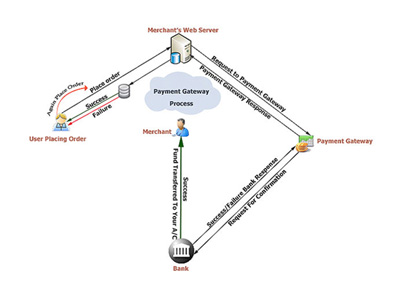 Merchant's Web Server
Again Place Order
Place order
Success
Failure
User Placing Order
Request to Payment Gateway
Payment Gateway Response
Payment Gateway
Process
Merchant
Payment Gateway
Success
Fund Transferred To Your A/C
Success/Failure Bank Response
Request For Confirmation
Bank